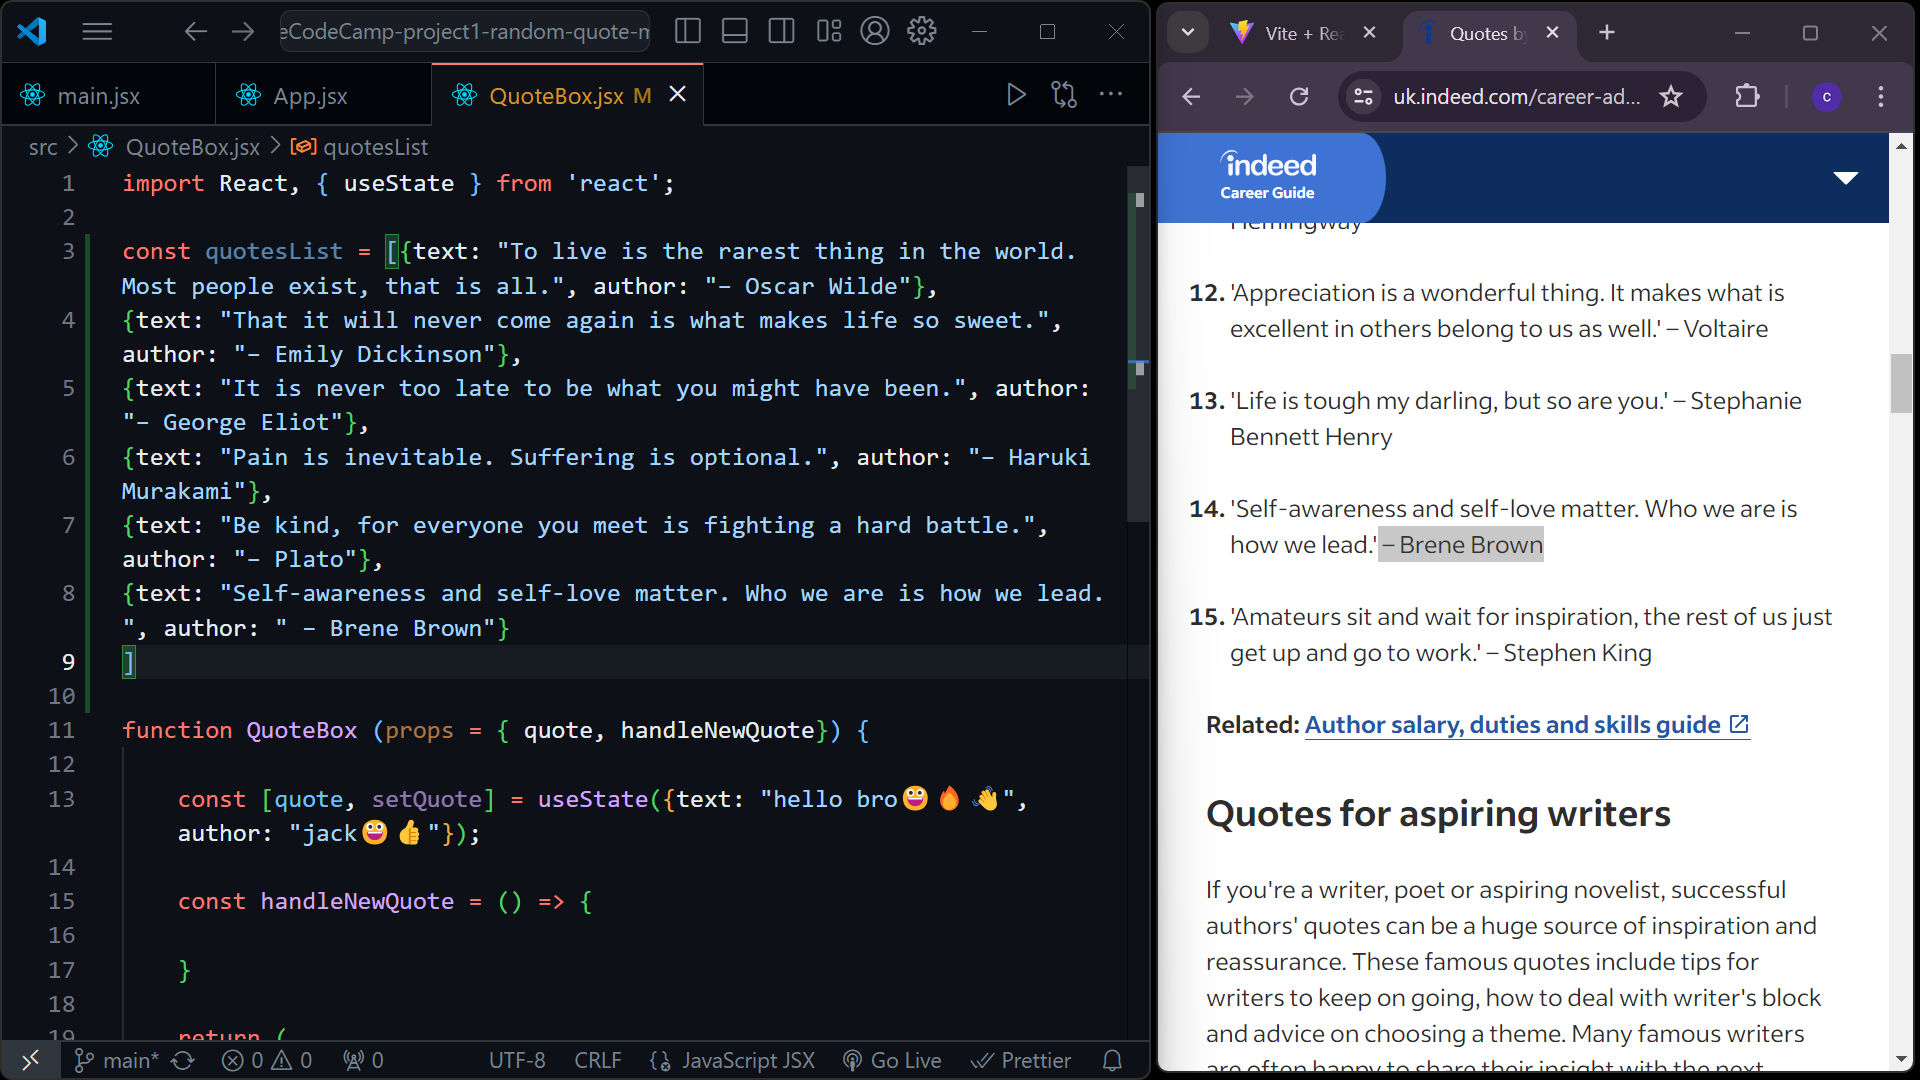 eCodeCamp-project1-random-quote-m
main.jsx
App.jsx
QuoteBox.jsx M
src > QuoteBox.jsx > quotesList
1 import React, { useState } from 'react';
2
3 const quotesList = [{text: "To live is the rarest thing in the world.
Most people exist, that is all.", author: "– Oscar Wilde"},
4 {text: "That it will never come again is what makes life so sweet.",
author: "– Emily Dickinson"},
5 {text: "It is never too late to be what you might have been.", author:
"– George Eliot"},
6 {text: "Pain is inevitable. Suffering is optional.", author: "– Haruki
Murakami"},
7 {text: "Be kind, for everyone you meet is fighting a hard battle.",
author: "– Plato"},
8 {text: "Self-awareness and self-love matter. Who we are is how we lead.
", author: " – Brene Brown"}
9 ]
10
11 function QuoteBox (props = { quote, handleNewQuote}) {
12
13 const [quote, setQuote] = useState({text: "hello bro😀🔥👋",
author: "jack😀👍"});
14
15 const handleNewQuote = () => {
16
17 }
18
19 return (
main* 0 0 0 UTF-8 CRLF {} JavaScript JSX Go Live Prettier
Vite + Rea
Quotes by
uk.indeed.com/career-ad...
c
indeed
Career Guide
Hemingway
12. 'Appreciation is a wonderful thing. It makes what is
excellent in others belong to us as well.' – Voltaire
13. 'Life is tough my darling, but so are you.' – Stephanie
Bennett Henry
14. 'Self-awareness and self-love matter. Who we are is
how we lead.' – Brene Brown
15. 'Amateurs sit and wait for inspiration, the rest of us just
get up and go to work.' – Stephen King
Related: Author salary, duties and skills guide
Quotes for aspiring writers
If you're a writer, poet or aspiring novelist, successful
authors' quotes can be a huge source of inspiration and
reassurance. These famous quotes include tips for
writers to keep on going, how to deal with writer's block
and advice on choosing a theme. Many famous writers
are often happy to share their insight with the next